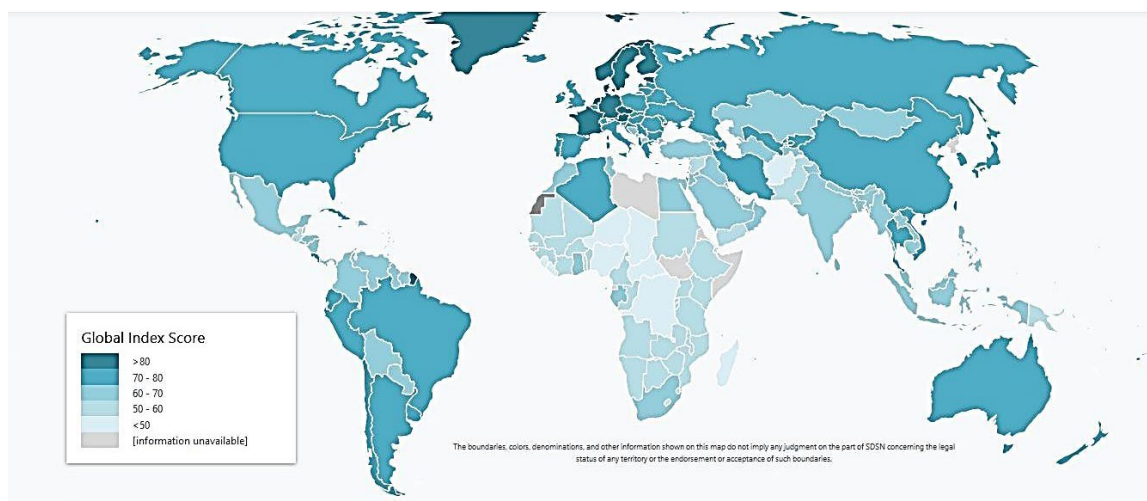 Global Index Score
>80
70 - 80
60 - 70
50 - 60
<50
[information unavailable]
The boundaries, colors, denominations, and other information shown on this map do not imply any judgment on the part of SDSN concerning the legal
status of any territory or the endorsement or acceptance of such boundaries.